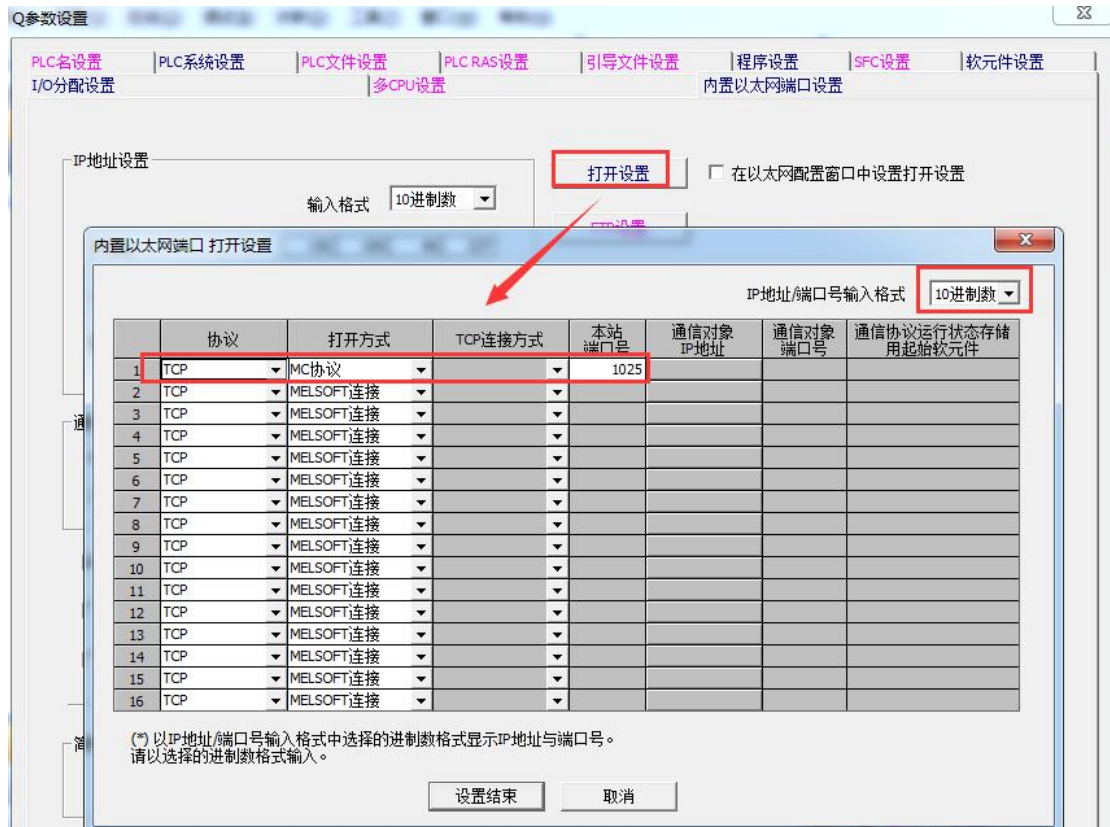 Q参数设置
PLC名设置 PLC系统设置 PLC文件设置 PLC RAS设置 引导文件设置 程序设置 SFC设置 软元件设置
I/O分配设置 多CPU设置 内置以太网端口设置
IP地址设置
打开设置 在以太网配置窗口中设置打开设置
输入格式 10进制数
内置以太网端口 打开设置
IP地址/端口号输入格式 10进制数
协议 打开方式 TCP连接方式 本站端口号 通信对象IP地址 通信对象端口号 通信协议运行状态存储用起始软元件
1 TCP MC协议 1025
2 TCP MELSOFT连接
3 TCP MELSOFT连接
4 TCP MELSOFT连接
5 TCP MELSOFT连接
6 TCP MELSOFT连接
7 TCP MELSOFT连接
8 TCP MELSOFT连接
9 TCP MELSOFT连接
10 TCP MELSOFT连接
11 TCP MELSOFT连接
12 TCP MELSOFT连接
13 TCP MELSOFT连接
14 TCP MELSOFT连接
15 TCP MELSOFT连接
16 TCP MELSOFT连接
(*) 以IP地址/端口号输入格式中选择的进制数格式显示IP地址与端口号。
请以选择的进制数格式输入。
设置结束 取消